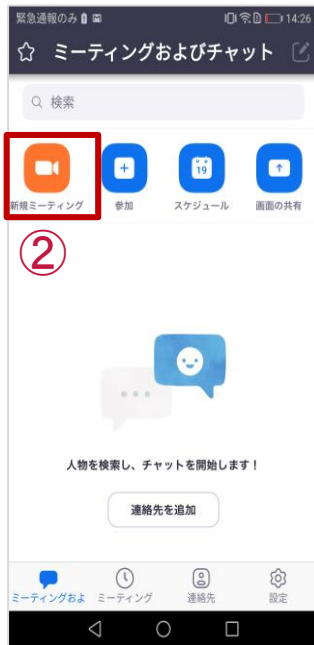 緊急通報のみ 14:26
ミーティングおよびチャット
検索
19
新規ミーティング 参加 スケジュール 画面の共有
②
人物を検索し、チャットを開始します！
連絡先を追加
ミーティングおよ ミーティング 連絡先 設定